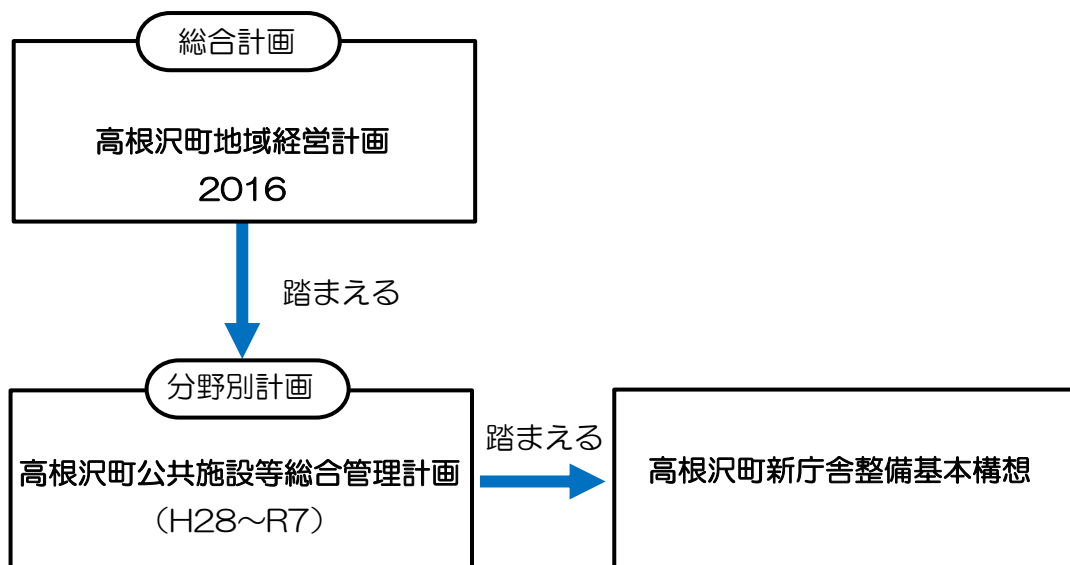 総合計画
高根沢町地域経営計画
2016
踏まえる
分野別計画
高根沢町公共施設等総合管理計画
（H28～R7）
踏まえる
高根沢町新庁舎整備基本構想